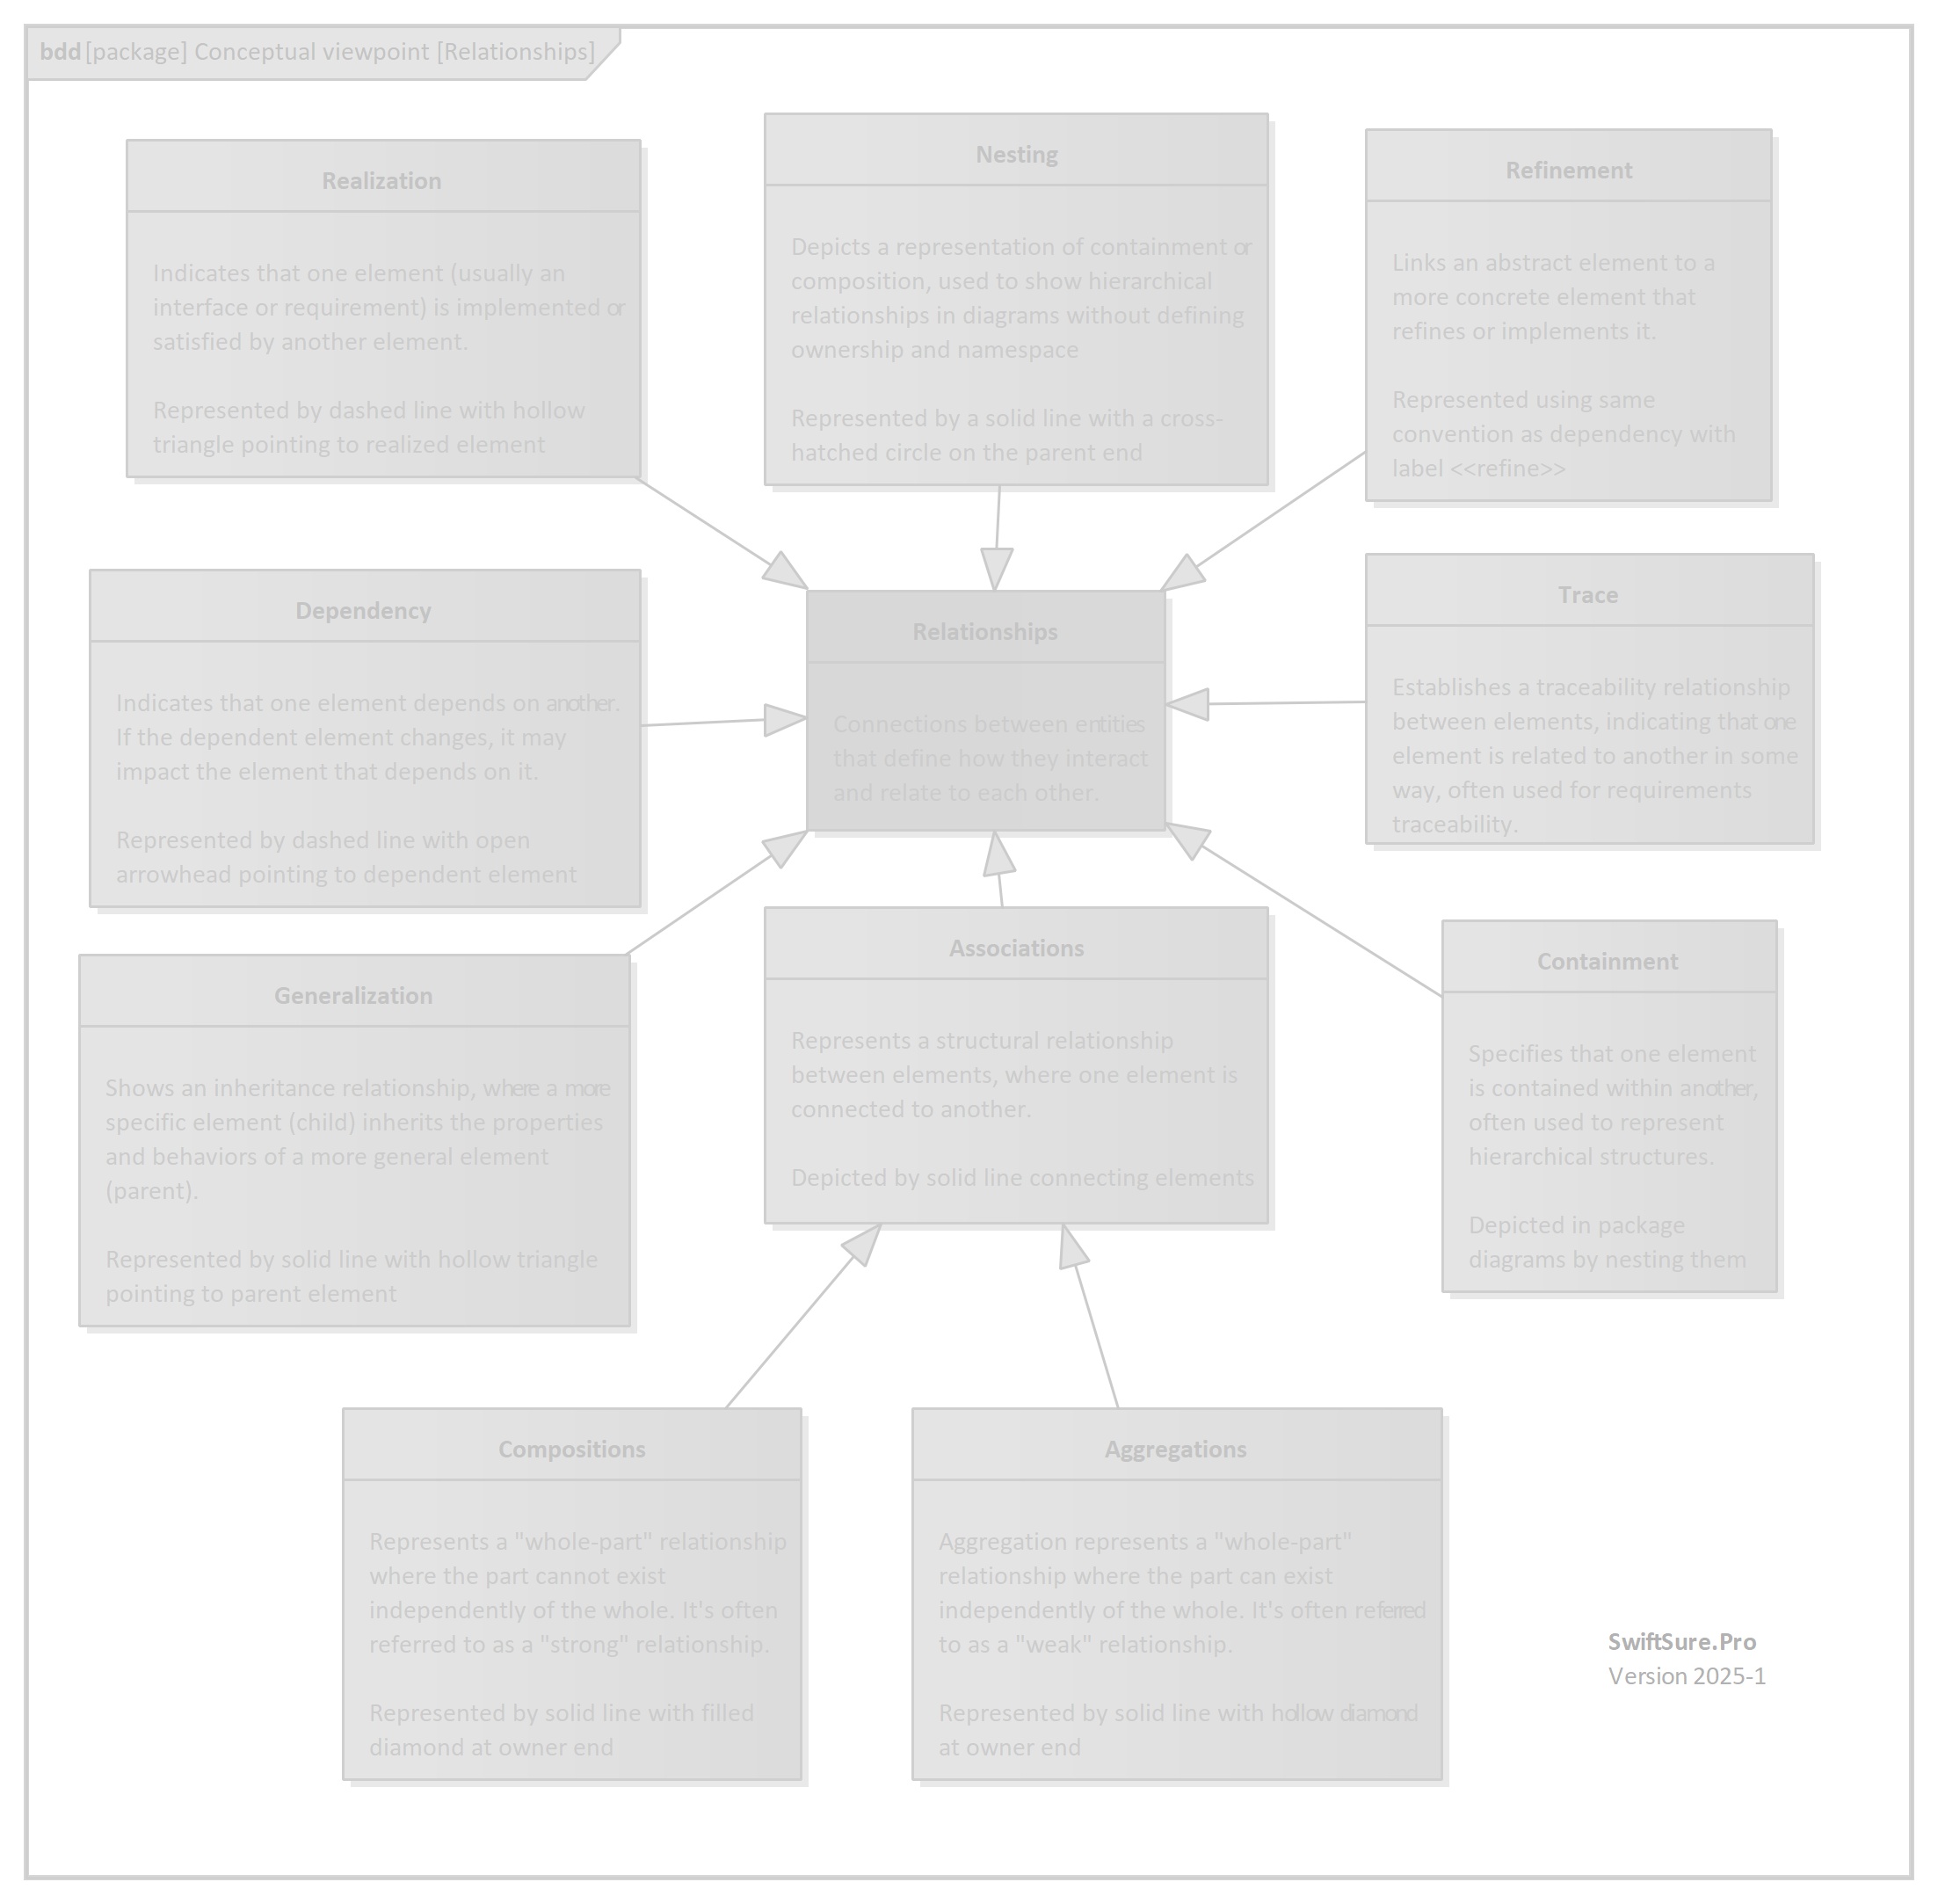 bdd [package] Conceptual viewpoint [Relationships]
Realization
Indicates that one element (usually an
interface or requirement) is implemented or
satisfied by another element.
Represented by dashed line with hollow
triangle pointing to realized element
Nesting
Depicts a representation of containment or
composition, used to show hierarchical
relationships in diagrams without defining
ownership and namespace
Represented by a solid line with a cross-
hatched circle on the parent end
Refinement
Links an abstract element to a
more concrete element that
refines or implements it.
Represented using same
convention as dependency with
label <<refine>>
Dependency
Indicates that one element depends on another.
If the dependent element changes, it may
impact the element that depends on it.
Represented by dashed line with open
arrowhead pointing to dependent element
Relationships
Connections between entities
that define how they interact
and relate to each other.
Trace
Establishes a traceability relationship
between elements, indicating that one
element is related to another in some
way, often used for requirements
traceability.
Generalization
Shows an inheritance relationship, where a more
specific element (child) inherits the properties
and behaviors of a more general element
(parent).
Represented by solid line with hollow triangle
pointing to parent element
Associations
Represents a structural relationship
between elements, where one element is
connected to another.
Depicted by solid line connecting elements
Containment
Specifies that one element
is contained within another,
often used to represent
hierarchical structures.
Depicted in package
diagrams by nesting them
Compositions
Represents a "whole-part" relationship
where the part cannot exist
independently of the whole. It's often
referred to as a "strong" relationship.
Represented by solid line with filled
diamond at owner end
Aggregations
Aggregation represents a "whole-part"
relationship where the part can exist
independently of the whole. It's often referred
to as a "weak" relationship.
Represented by solid line with hollow diamond
at owner end
SwiftSure.Pro
Version 2025-1